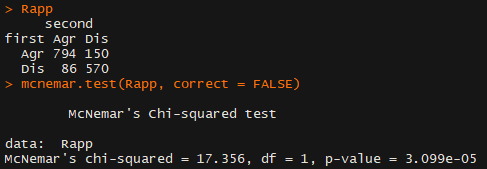 > Rapp
second
first Agr Dis
Agr 794 150
Dis 86 570
> mcnemar.test(Rapp, correct = FALSE)
McNemar's Chi-squared test
data: Rapp
McNemar's chi-squared = 17.356, df = 1, p-value = 3.099e-05